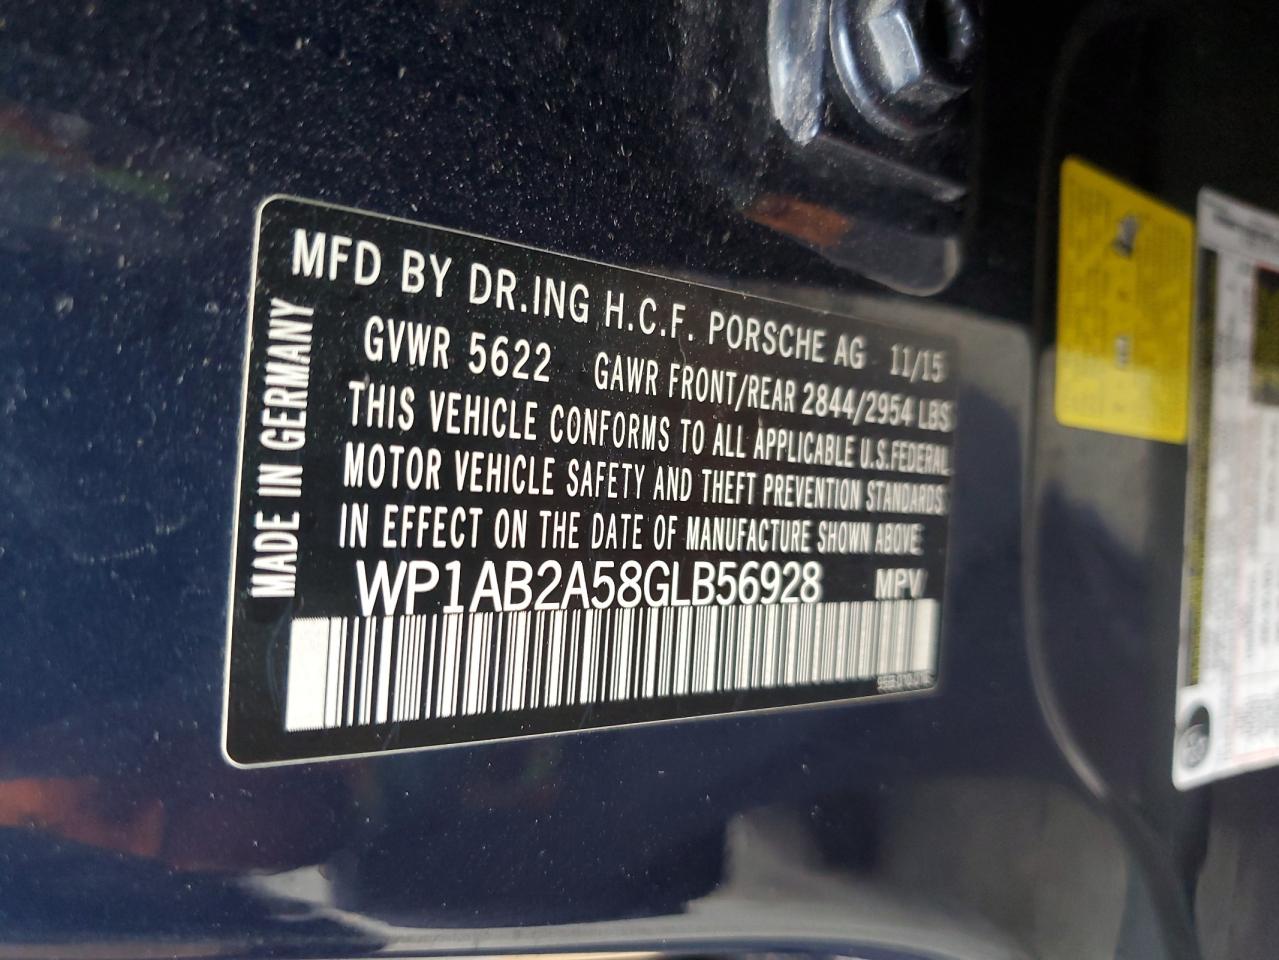 MFD BY DR.ING H.C.F. PORSCHE AG 11/15
GVWR 5622 GAWR FRONT/REAR 2844/2954 LBS
THIS VEHICLE CONFORMS TO ALL APPLICABLE U.S.FEDERAL
MOTOR VEHICLE SAFETY AND THEFT PREVENTION STANDARDS
IN EFFECT ON THE DATE OF MANUFACTURE SHOWN ABOVE
WP1AB2A58GLB56928 MPV
MADE IN GERMANY